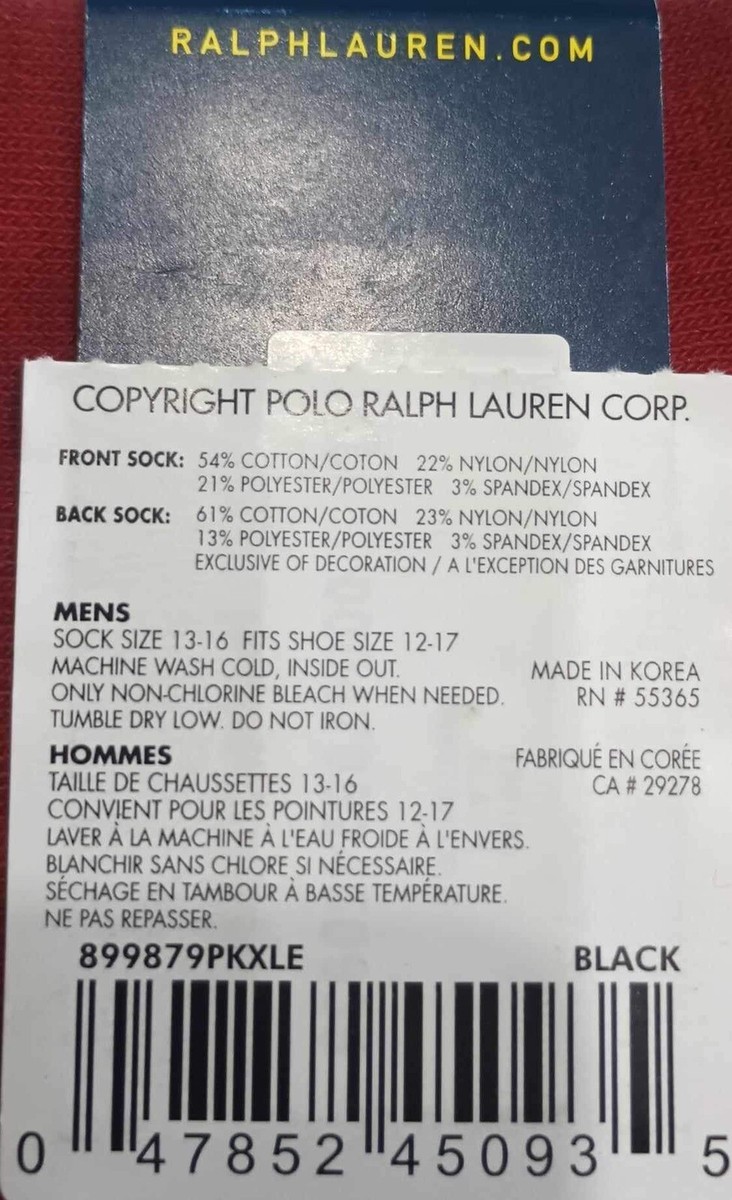 RALPHLAUREN.COM
COPYRIGHT POLO RALPH LAUREN CORP.
FRONT SOCK: 54% COTTON/COTON 22% NYLON/NYLON
21% POLYESTER/POLYESTER 3% SPANDEX/SPANDEX
BACK SOCK: 61% COTTON/COTON 23% NYLON/NYLON
13% POLYESTER/POLYESTER 3% SPANDEX/SPANDEX
EXCLUSIVE OF DECORATION / A L'EXCEPTION DES GARNITURES
MENS
SOCK SIZE 13-16 FITS SHOE SIZE 12-17
MACHINE WASH COLD, INSIDE OUT.
ONLY NON-CHLORINE BLEACH WHEN NEEDED.
TUMBLE DRY LOW. DO NOT IRON.
MADE IN KOREA
RN # 55365
HOMMES
TAILLE DE CHAUSSETTES 13-16
CONVIENT POUR LES POINTURES 12-17
LAVER À LA MACHINE À L'EAU FROIDE À L'ENVERS.
BLANCHIR SANS CHLORE SI NÉCESSAIRE.
SÉCHAGE EN TAMBOUR À BASSE TEMPÉRATURE.
NE PAS REPASSER.
FABRIQUÉ EN CORÉE
CA # 29278
899879PKXLE BLACK
0 47852 45093 5